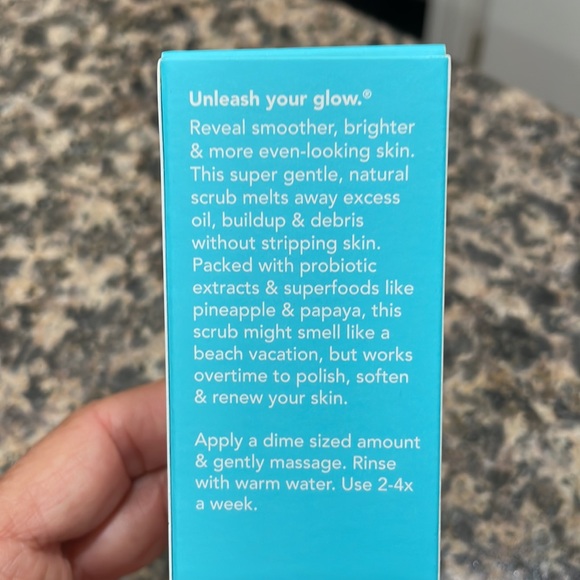 Unleash your glow.®
Reveal smoother, brighter
& more even-looking skin.
This super gentle, natural
scrub melts away excess
oil, buildup & debris
without stripping skin.
Packed with probiotic
extracts & superfoods like
pineapple & papaya, this
scrub might smell like a
beach vacation, but works
overtime to polish, soften
& renew your skin.
Apply a dime sized amount
& gently massage. Rinse
with warm water. Use 2-4x
a week.